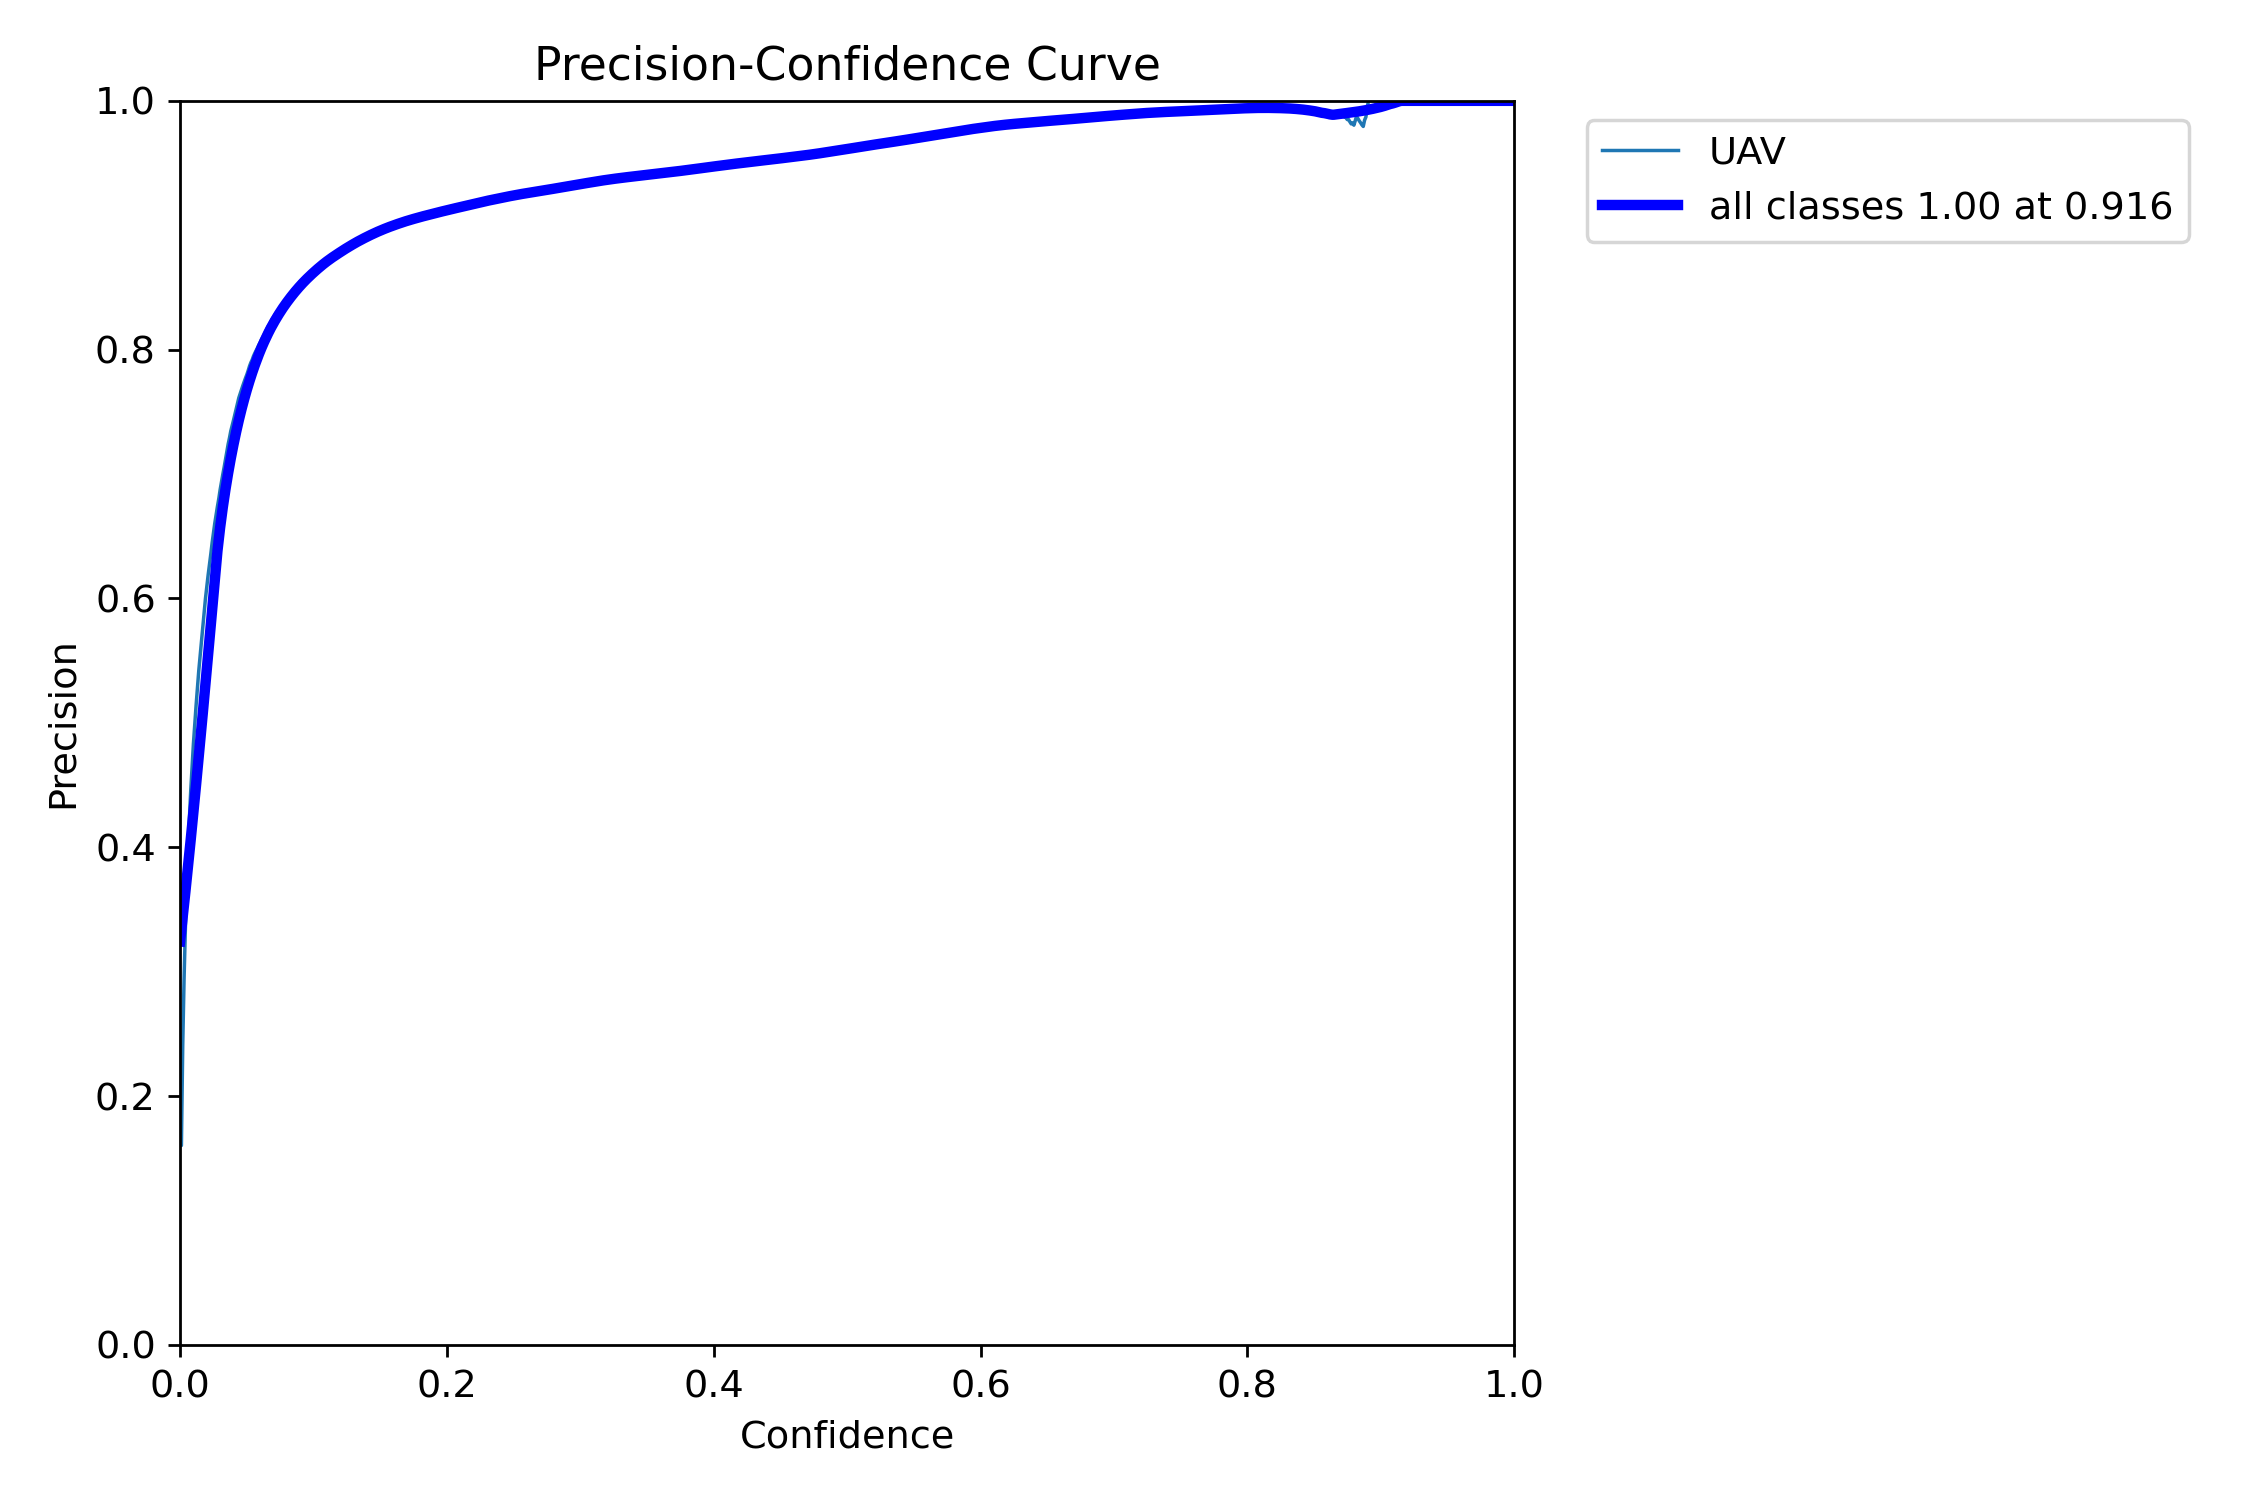 Precision-Confidence Curve
1.0
0.8
0.6
0.4
0.2
0.0
Precision
0.0 0.2 0.4 0.6 0.8 1.0
Confidence
UAV
all classes 1.00 at 0.916